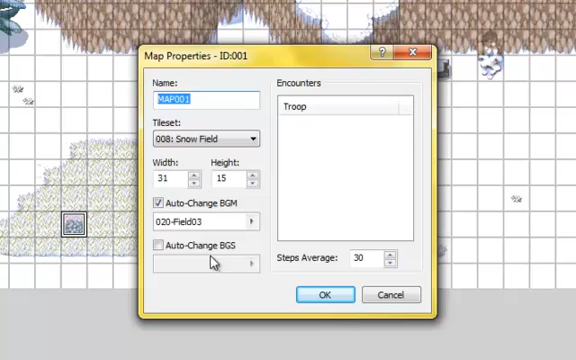 Map Properties - ID:001
Name:
MAP001
Encounters
Troop
Tileset:
008: Snow Field
Width:
Height:
31
15
Auto-Change BGM
020-Field03
Auto-Change BGS
Steps Average:
30
OK
Cancel